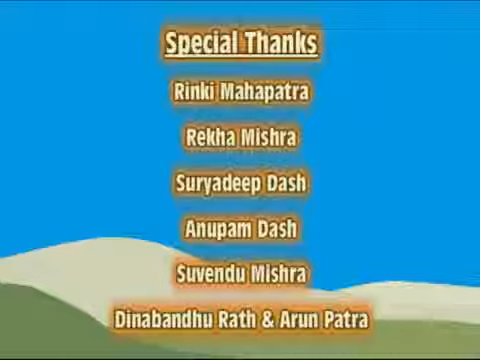 Special Thanks
Rinki Mahapatra
Rekha Mishra
Suryadeep Dash
Anupam Dash
Suvendu Mishra
Dinabandhu Rath & Arun Patra